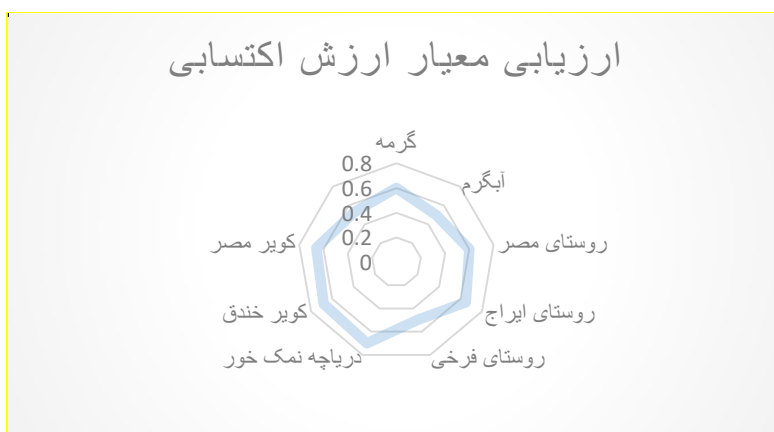 ارزیابی معیار ارزش اکتسابی
گرمه
0.8
آبگرم
0.6
0.4
0.2
روستای مصر
کویر مصر
0
روستای ایراج
کویر خندق
روستای فرخی
دریاچه نمک خور